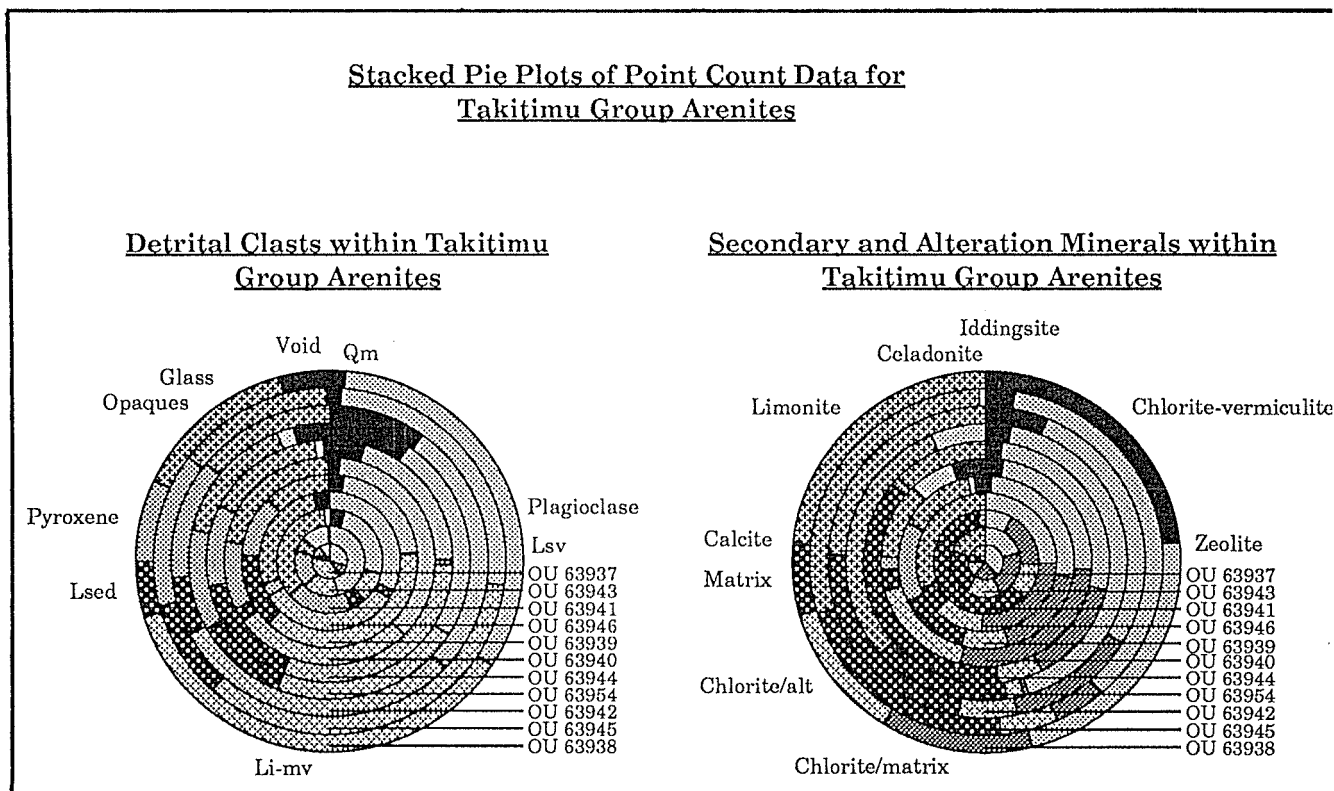 Stacked Pie Plots of Point Count Data for
Takitimu Group Arenites
Detrital Clasts within Takitimu
Group Arenites
Void
Qm
Glass
Opaques
Pyroxene
Plagioclase
Lsv
Lsed
Li-mv
OU 63937
OU 63943
OU 63941
OU 63946
OU 63939
OU 63940
OU 63944
OU 63954
OU 63942
OU 63945
OU 63938
Secondary and Alteration Minerals within
Takitimu Group Arenites
Iddingsite
Celadonite
Limonite
Chlorite-vermiculite
Calcite
Zeolite
Matrix
Chlorite/alt
Chlorite/matrix
OU 63937
OU 63943
OU 63941
OU 63946
OU 63939
OU 63940
OU 63944
OU 63954
OU 63942
OU 63945
OU 63938